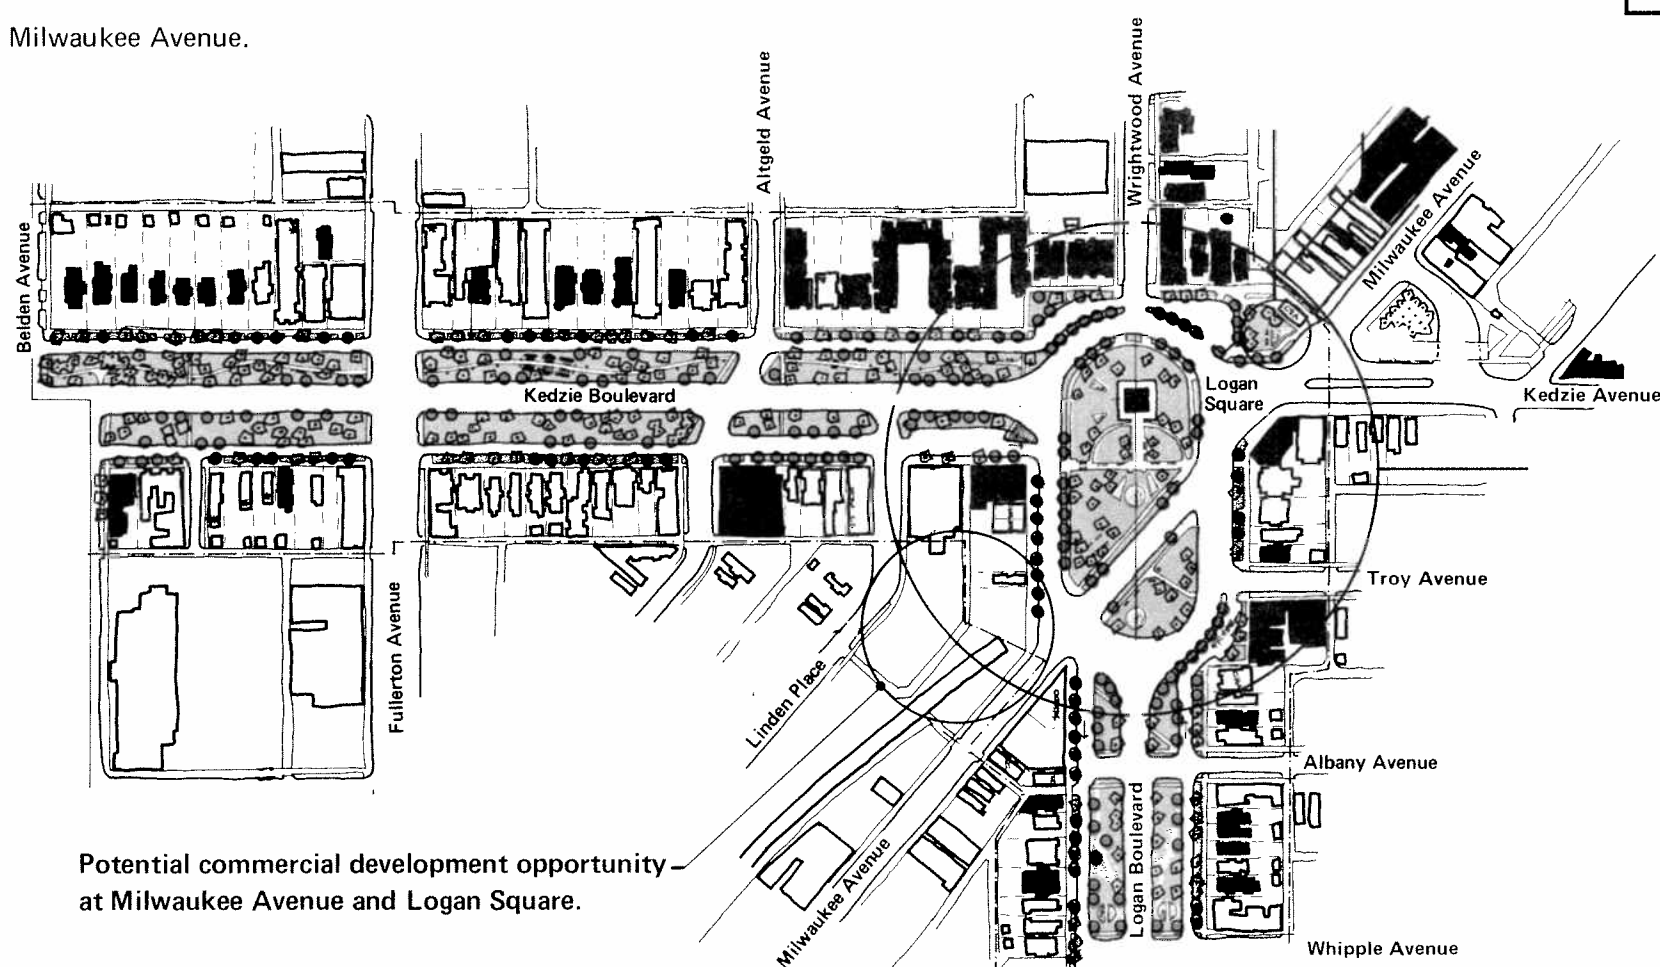 Milwaukee Avenue.
Altgeld Avenue
Wrightwood Avenue
Milwaukee Avenue
Belden Avenue
Kedzie Boulevard
Logan
Square
Kedzie Avenue
Troy Avenue
Fullerton Avenue
Linden Place
Albany Avenue
Logan Boulevard
Milwaukee Avenue
Potential commercial development opportunity
at Milwaukee Avenue and Logan Square.
Whipple Avenue